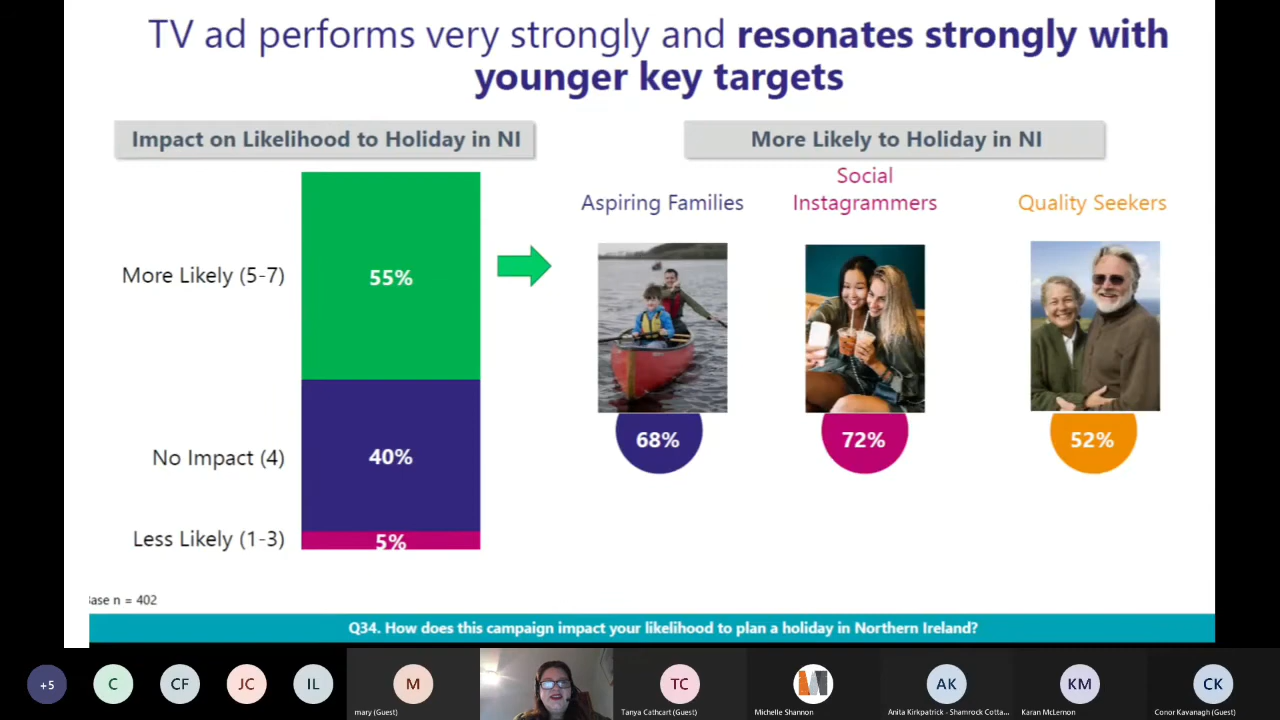 TV ad performs very strongly and resonates strongly with
younger key targets
Impact on Likelihood to Holiday in NI
More Likely to Holiday in NI
More Likely (5-7)
55%
No Impact (4)
40%
Less Likely (1-3)
5%
Aspiring Families
68%
Social
Instagrammers
72%
Quality Seekers
52%
ase n = 402
Q34. How does this campaign impact your likelihood to plan a holiday in Northern Ireland?
+5
C
CF
JC
IL
M
mary (Guest)
TC
Tanya Cathcart (Guest)
Michelle Shannon
AK
Anita Kirkpatrick - Shamrock Cotta...
KM
Karan McLernon
CK
Conor Kavanagh (Guest)